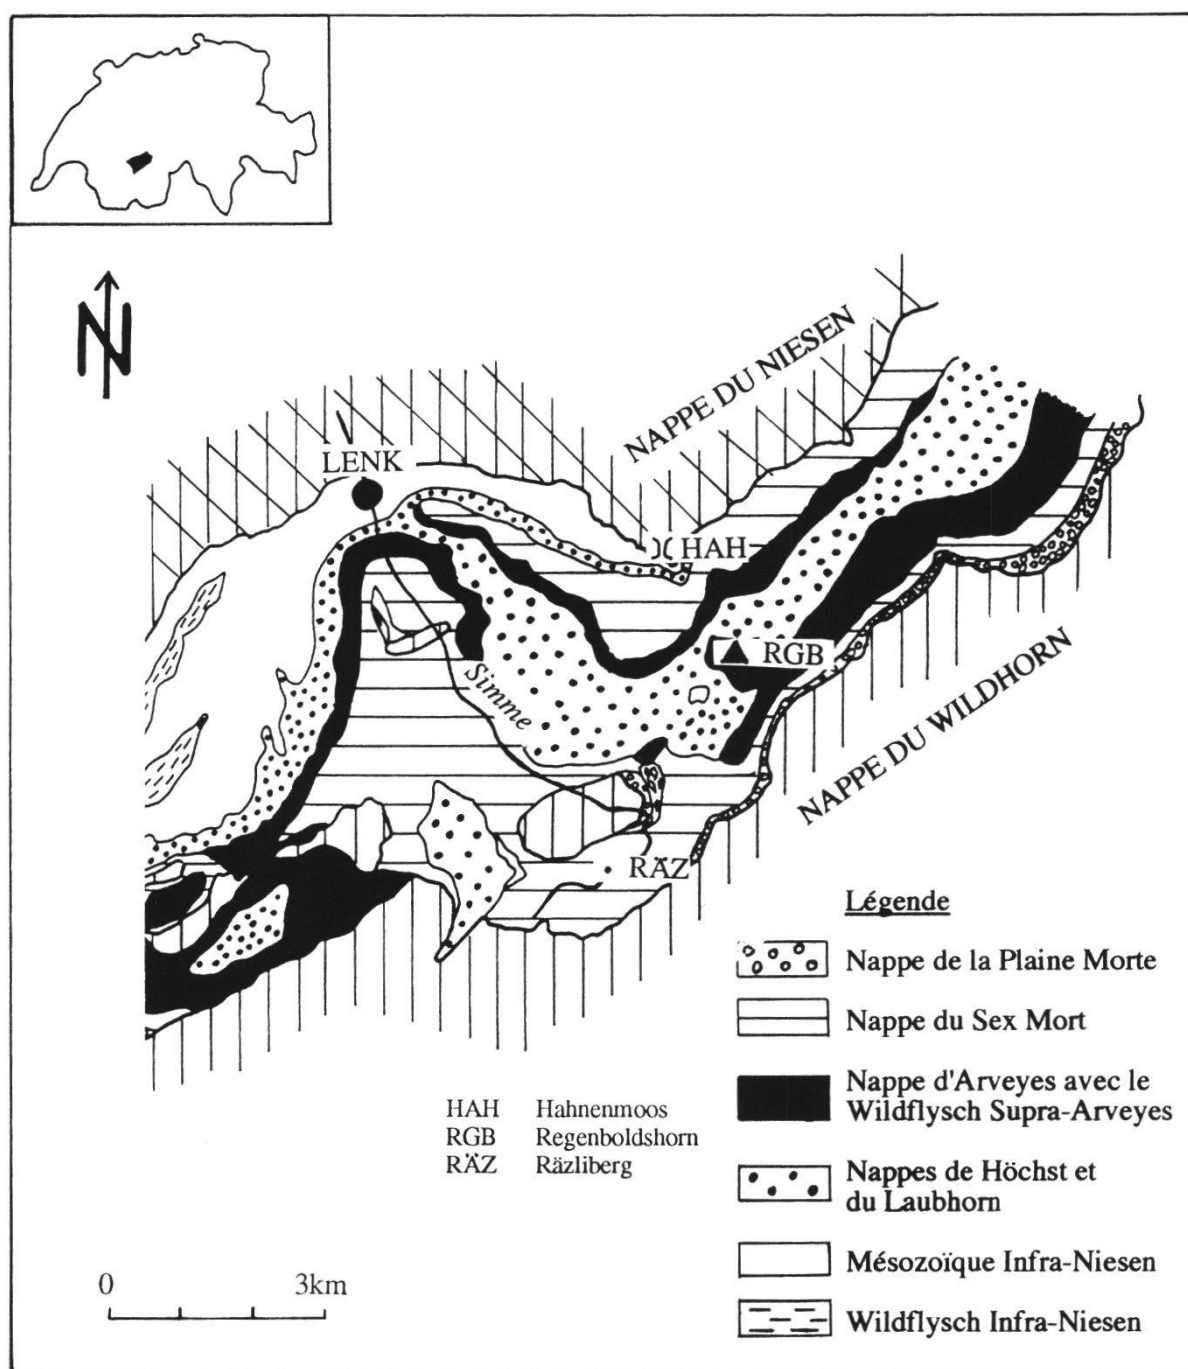 N
NAPPE DU NIESEN
LENK
HAH
RGB
Simme
NAPPE DU WILDHORN
RÄZ
Légende
Nappe de la Plaine Morte
Nappe du Sex Mort
Nappe d'Arveyes avec le
Wildflysch Supra-Arveyes
Nappes de Höchst et
du Laubhorn
Mésozoïque Infra-Niesen
Wildflysch Infra-Niesen
HAH Hahnenmoos
RGB Regenboldshorn
RÄZ Räzliberg
0 3km